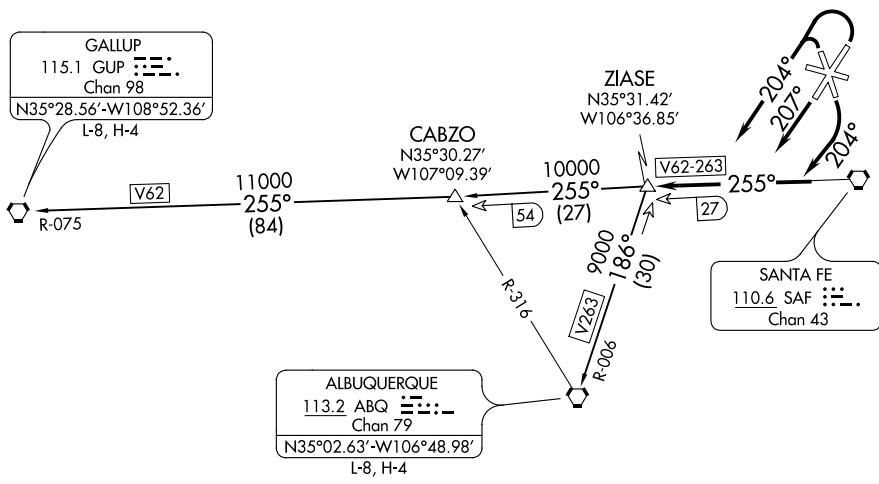 GALLUP
115.1 GUP
Chan 98
N35°28.56'-W108°52.36'
L-8, H-4
R-075
V62
11000
255°
(84)
CABZO
N35°30.27'
W107°09.39'
54
10000
255°
(27)
ZIASE
N35°31.42'
W106°36.85'
V62-263
255°
27
204°
207°
204°
SANTA FE
110.6 SAF
Chan 43
9000
186°
(30)
V263
R-006
R-316
ALBUQUERQUE
113.2 ABQ
Chan 79
N35°02.63'-W106°48.98'
L-8, H-4